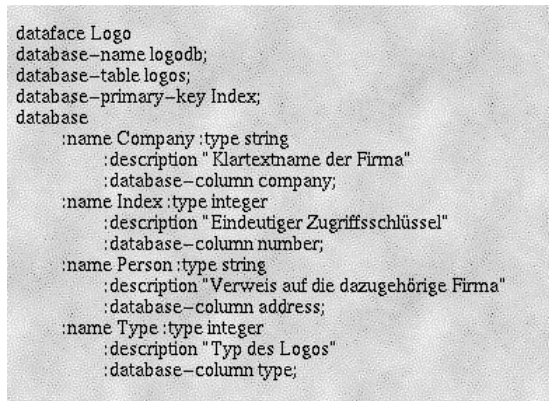 dataface Logo
database-name logodb;
database-table logos;
database-primary-key Index;
database
:name Company :type string
:description " Klartextname der Firma"
:database-column company;
:name Index :type integer
:description "Eindeutiger Zugriffsschlüssel"
:database-column number;
:name Person :type string
:description "Verweis auf die dazugehörige Firma"
:database-column address;
:name Type :type integer
:description "Typ des Logos"
:database-column type;